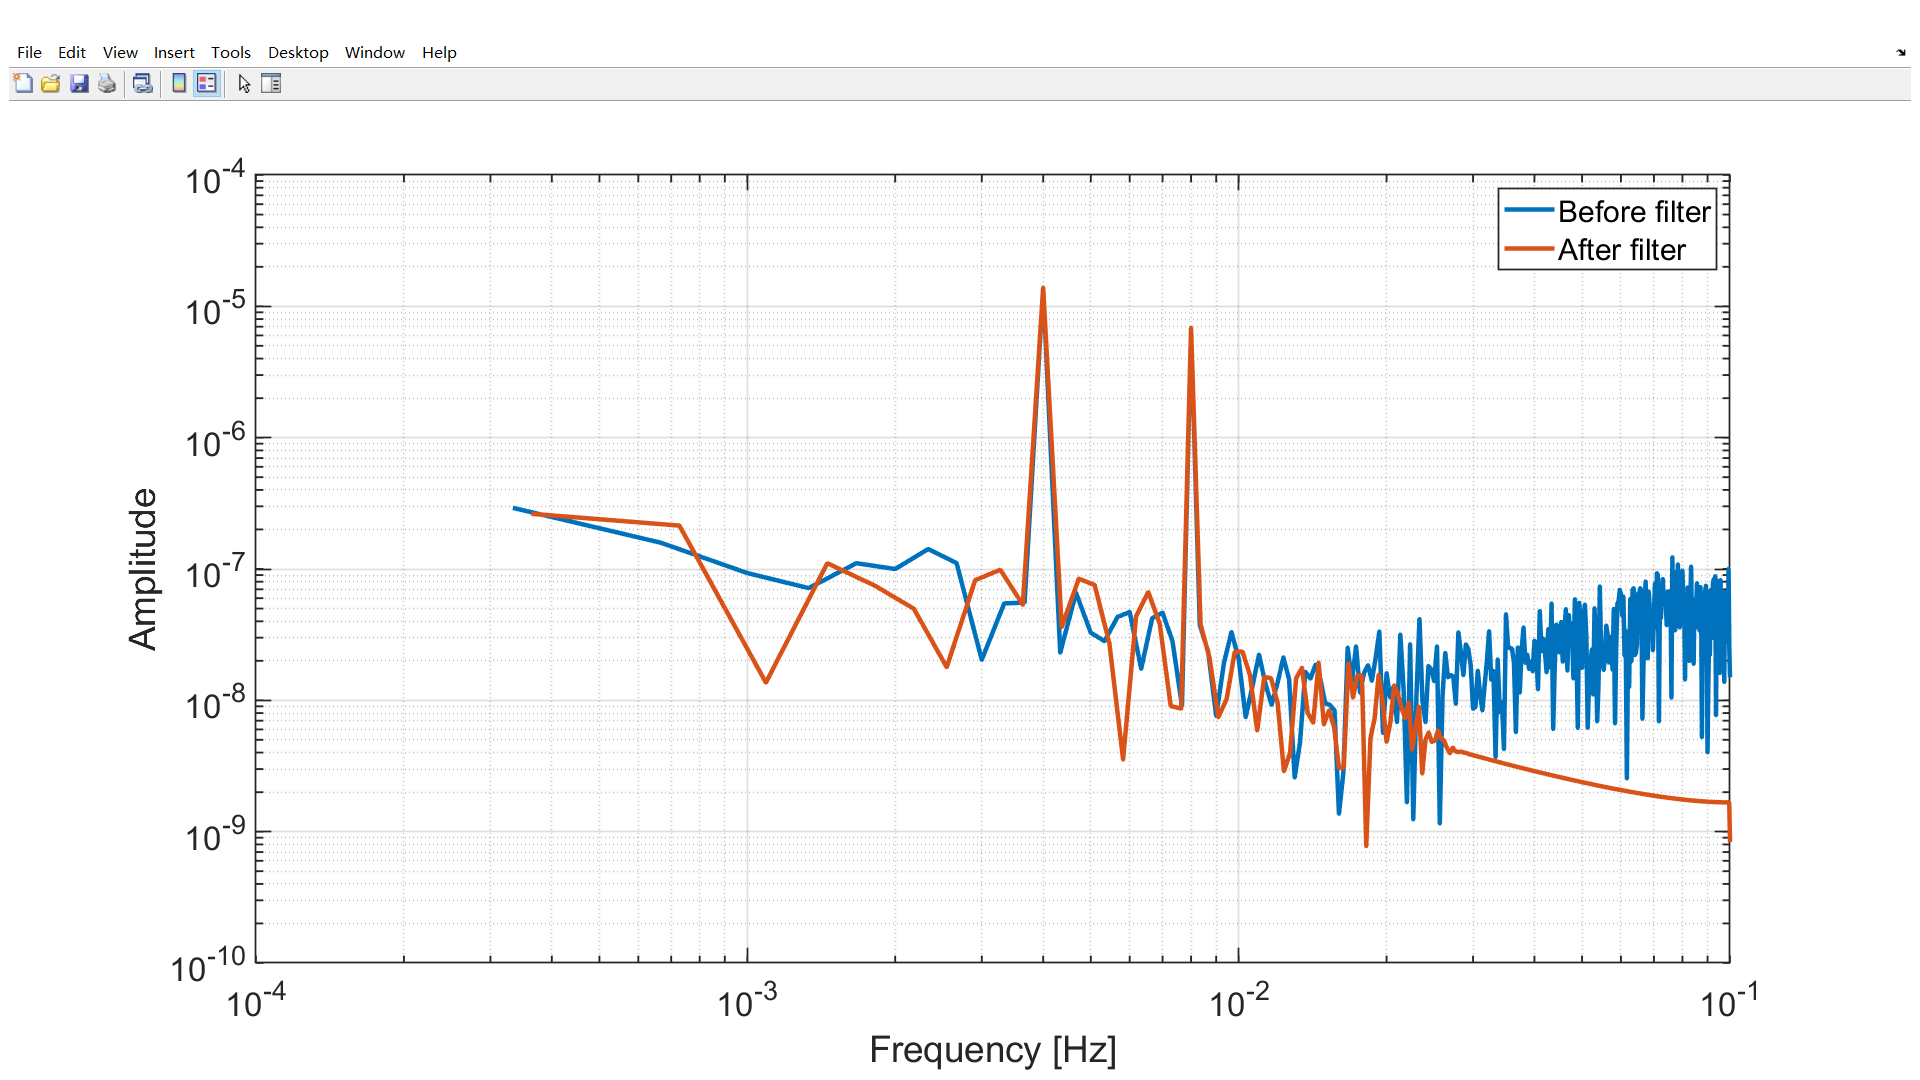 File Edit View Insert Tools Desktop Window Help
10-4
Before filter
After filter
10-5
10-6
10-7
10-8
10-9
10-10
Amplitude
10-4 10-3 10-2 10-1
Frequency [Hz]